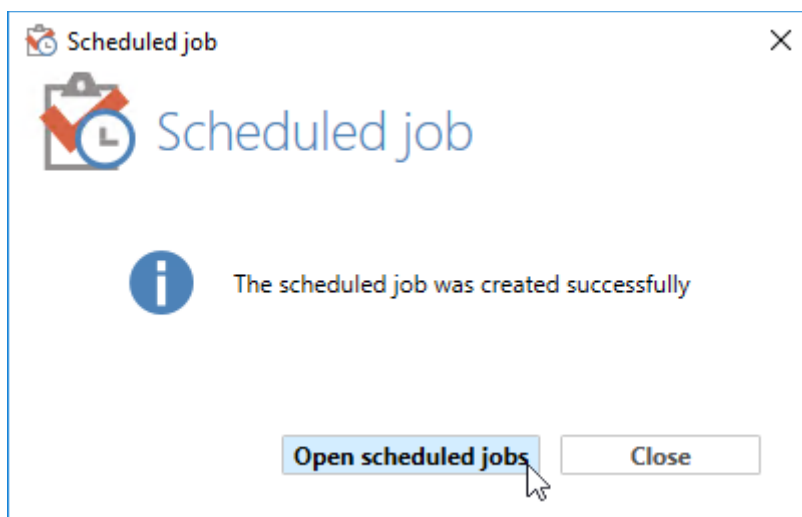 Scheduled job
Scheduled job
The scheduled job was created successfully
Open scheduled jobs
Close